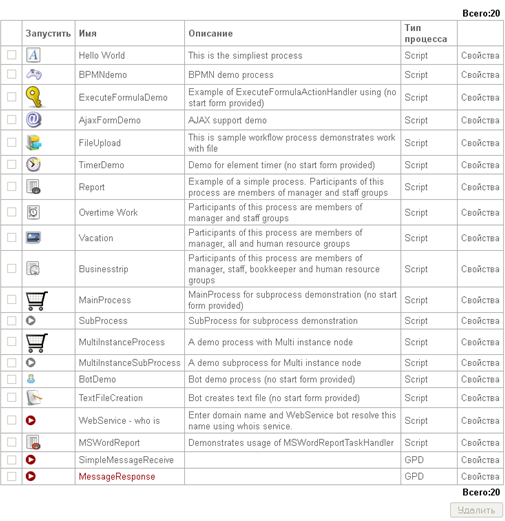 Всего:20
Запустить Имя Описание Тип процесса
Hello World This is the simpliest process Script Свойства
BPMNdemo BPMN demo process Script Свойства
ExecuteFormulaDemo Example of ExecuteFormulaActionHandler using (no start form provided) Script Свойства
AjaxFormDemo AJAX support demo Script Свойства
FileUpload This is sample workflow process demonstrates work with file Script Свойства
TimerDemo Demo for element timer (no start form provided) Script Свойства
Report Example of a simple process. Participants of this process are members of manager and staff groups Script Свойства
Overtime Work Participants of this process are members of manager and staff groups Script Свойства
Vacation Participants of this process are members of manager, all and human resource groups Script Свойства
Businesstrip Participants of this process are members of manager, staff, bookkeeper and human resource groups Script Свойства
MainProcess MainProcess for subprocess demonstration (no start form provided) Script Свойства
SubProcess SubProcess for subprocess demonstration Script Свойства
MultiInstanceProcess A demo process with Multi instance node Script Свойства
MultiInstanceSubProcess A demo subprocess for Multi instance node Script Свойства
BotDemo Bot demo process (no start form provided) Script Свойства
TextFileCreation Bot creates text file (no start form provided) Script Свойства
WebService - who is Enter domain name and WebService bot resolve this name using whois service. Script Свойства
MSWordReport Demonstrates usage of MSWordReportTaskHandler Script Свойства
SimpleMessageReceive GPD Свойства
MessageResponse GPD Свойства
Всего:20
Удалить